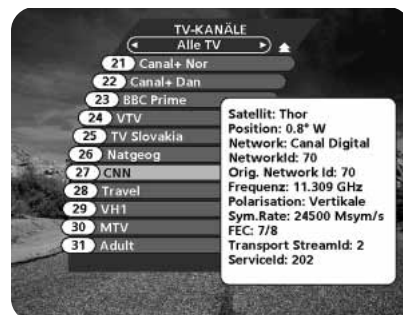 TV-KANÄLE
Alle TV
21 Canal+ Nor
22 Canal+ Dan
23 BBC Prime
24 VTV
25 TV Slovakia
26 Natgeog
27 CNN
28 Travel
29 VH1
30 MTV
31 Adult
Satellit: Thor
Position: 0.8° W
Network: Canal Digital
NetworkId: 70
Orig. Network Id: 70
Frequenz: 11.309 GHz
Polarisation: Vertikale
Sym.Rate: 24500 Msym/s
FEC: 7/8
Transport StreamId: 2
ServiceId: 202